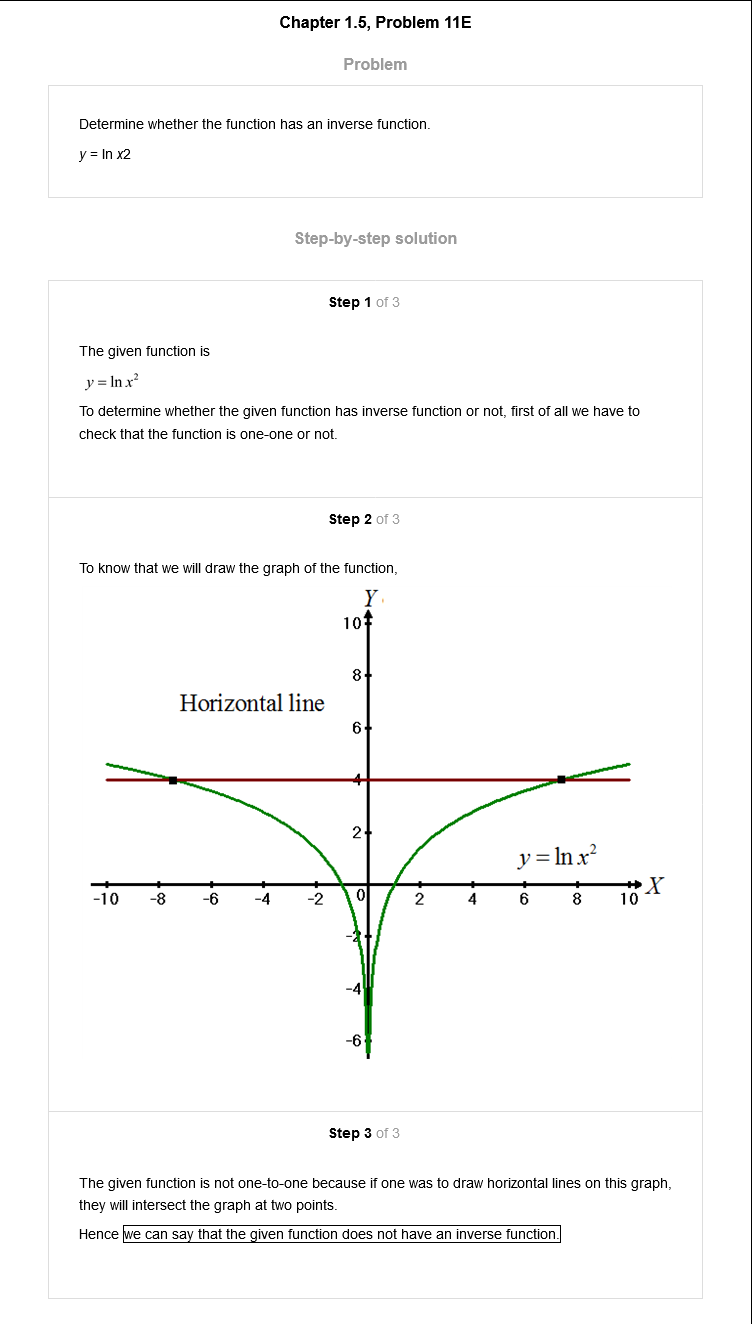 Chapter 1.5, Problem 11E
Problem
Determine whether the function has an inverse function.
y = ln x2
Step-by-step solution
Step 1 of 3
The given function is
y = ln x²
To determine whether the given function has inverse function or not, first of all we have to
check that the function is one-one or not.
Step 2 of 3
To know that we will draw the graph of the function,
Y
10
8
Horizontal line
6
4
2
y = ln x²
X
-10 -8 -6 -4 -2 0 2 4 6 8 10
-2
-4
-6
Step 3 of 3
The given function is not one-to-one because if one was to draw horizontal lines on this graph,
they will intersect the graph at two points.
Hence we can say that the given function does not have an inverse function.